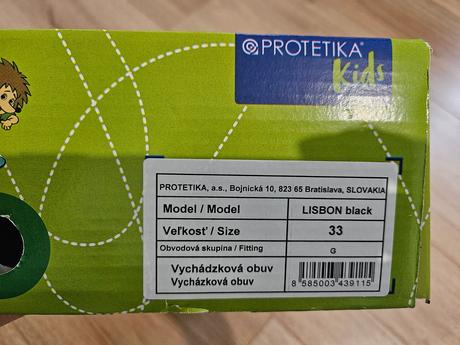 PROTETIKA®
Kids
PROTETIKA, a.s., Bojnická 10, 823 65 Bratislava, SLOVAKIA
Model / Model LISBON black
Veľkosť / Size 33
Obvodová skupina / Fitting G
Vychádzková obuv
Vycházková obuv
8 585003 439115